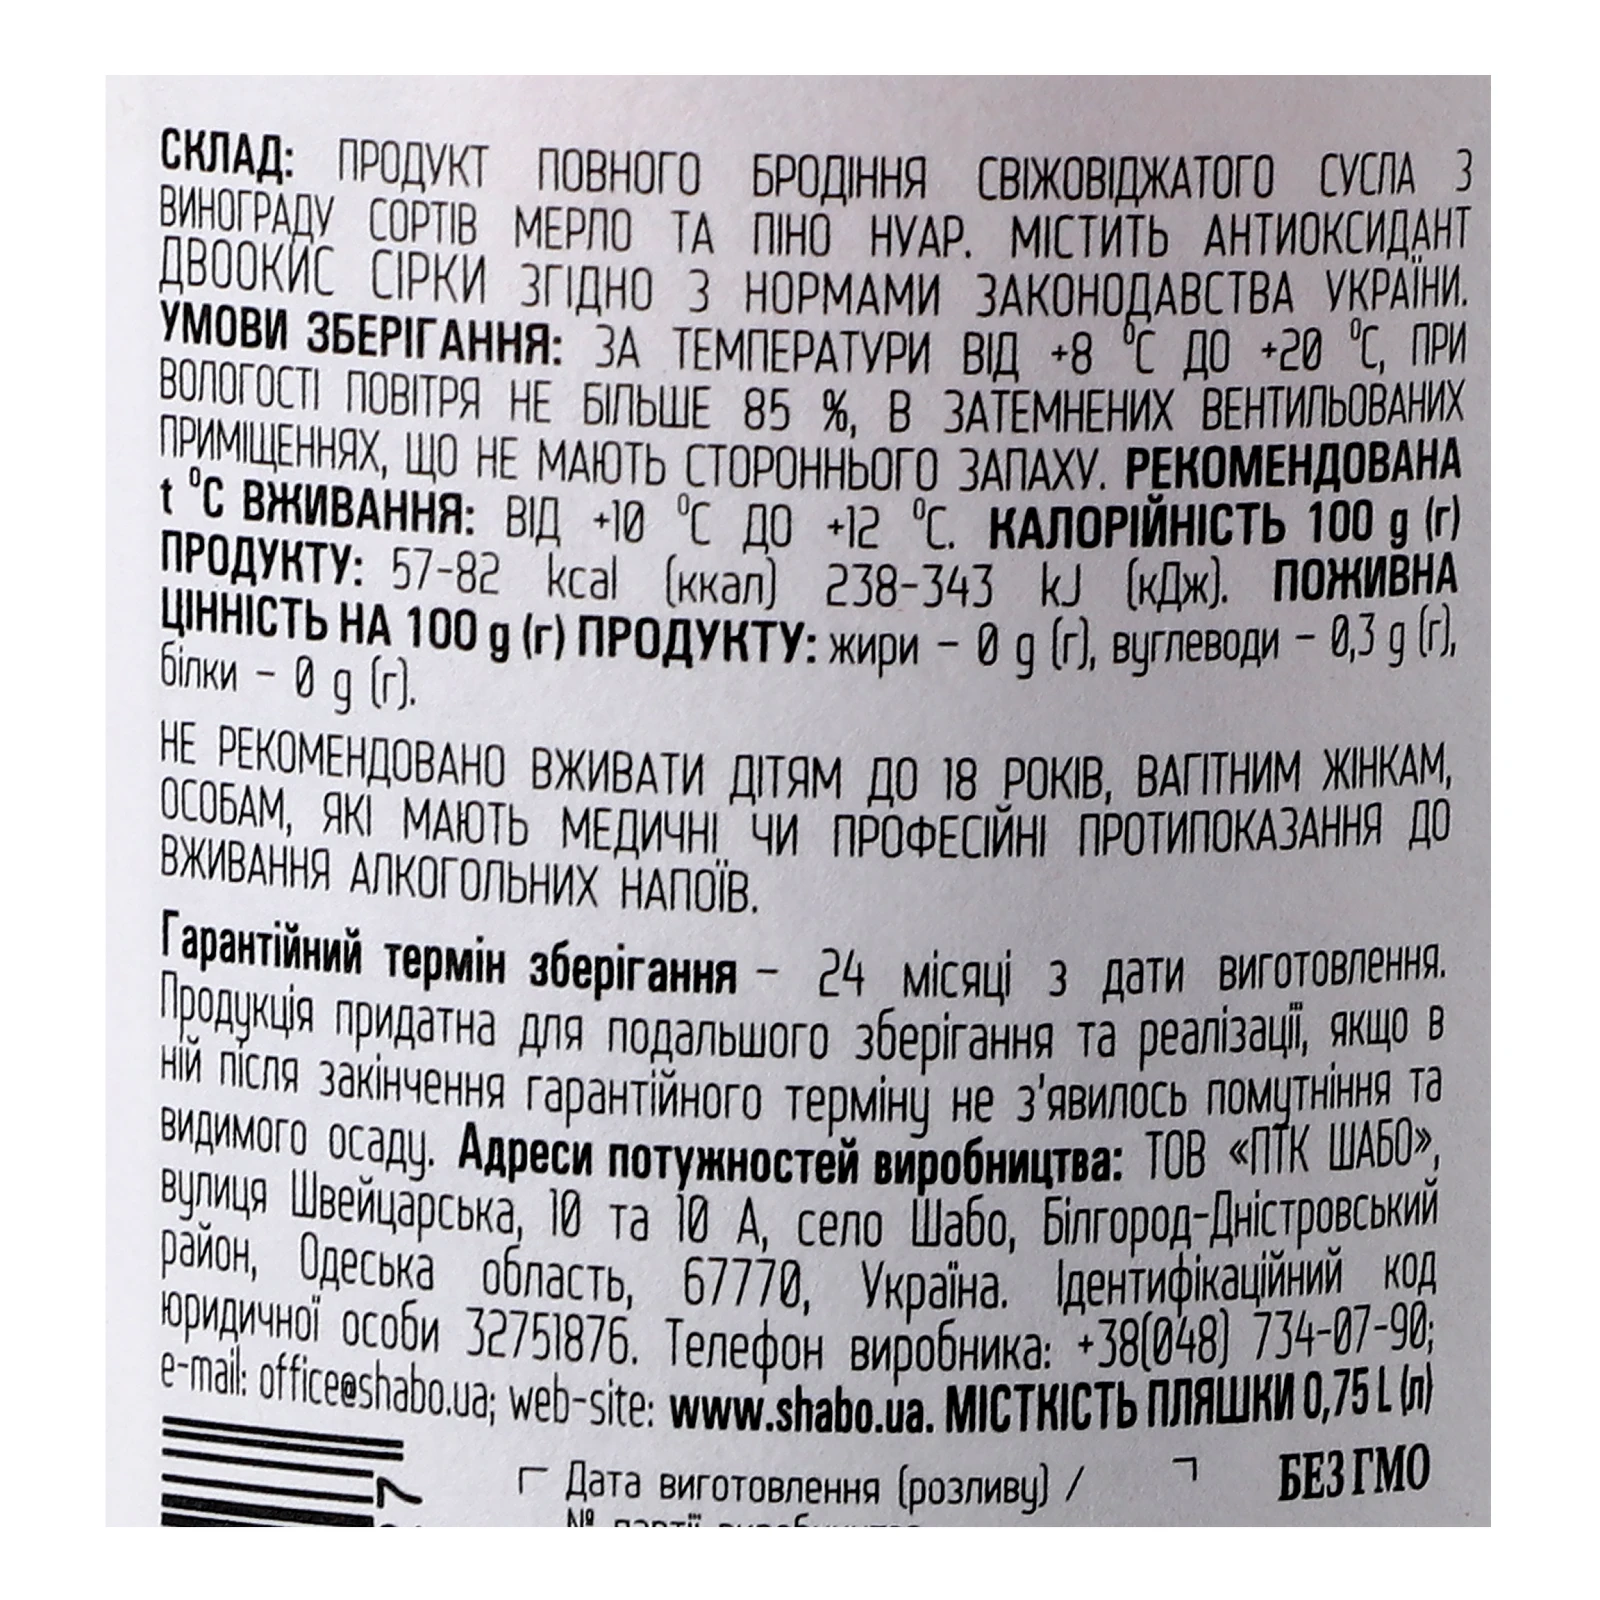 СКЛАД: ПРОДУКТ ПОВНОГО БРОДІННЯ СВІЖОВІДЖАТОГО СУСЛА З
ВИНОГРАДУ СОРТІВ МЕРЛО ТА ПІНО НУАР. МІСТИТЬ АНТИОКСИДАНТ
ДВООКИС СІРКИ ЗГІДНО З НОРМАМИ ЗАКОНОДАВСТВА УКРАЇНИ.
УМОВИ ЗБЕРІГАННЯ: ЗА ТЕМПЕРАТУРИ ВІД +8 °С ДО +20 °С, ПРИ
ВОЛОГОСТІ ПОВІТРЯ НЕ БІЛЬШЕ 85 %, В ЗАТЕМНЕНИХ ВЕНТИЛЬОВАНИХ
ПРИМІЩЕННЯХ, ЩО НЕ МАЮТЬ СТОРОННЬОГО ЗАПАХУ. РЕКОМЕНДОВАНА
t °С ВЖИВАННЯ: ВІД +10 °С ДО +12 °С. КАЛОРІЙНІСТЬ 100 g (г)
ПРОДУКТУ: 57-82 kcal (ккал) 238-343 kJ (кДж). ПОЖИВНА
ЦІННІСТЬ НА 100 g (г) ПРОДУКТУ: жири – 0 g (г), вуглеводи – 0,3 g (г),
білки – 0 g (г).
НЕ РЕКОМЕНДОВАНО ВЖИВАТИ ДІТЯМ ДО 18 РОКІВ, ВАГІТНИМ ЖІНКАМ,
ОСОБАМ, ЯКІ МАЮТЬ МЕДИЧНІ ЧИ ПРОФЕСІЙНІ ПРОТИПОКАЗАННЯ ДО
ВЖИВАННЯ АЛКОГОЛЬНИХ НАПОЇВ.
Гарантійний термін зберігання – 24 місяці з дати виготовлення.
Продукція придатна для подальшого зберігання та реалізації, якщо в
ній після закінчення гарантійного терміну не з'явилось помутніння та
видимого осаду. Адреси потужностей виробництва: ТОВ «ПТК ШАБО»,
вулиця Швейцарська, 10 та 10 А, село Шабо, Білгород-Дністровський
район, Одеська область, 67770, Україна. Ідентифікаційний код
юридичної особи 32751876. Телефон виробника: +38(048) 734-07-90;
e-mail: office@shabo.ua; web-site: www.shabo.ua. МІСТКІСТЬ ПЛЯШКИ 0,75 L (л)
Дата виготовлення (розливу) / БЕЗ ГМО
№ партії виробництва